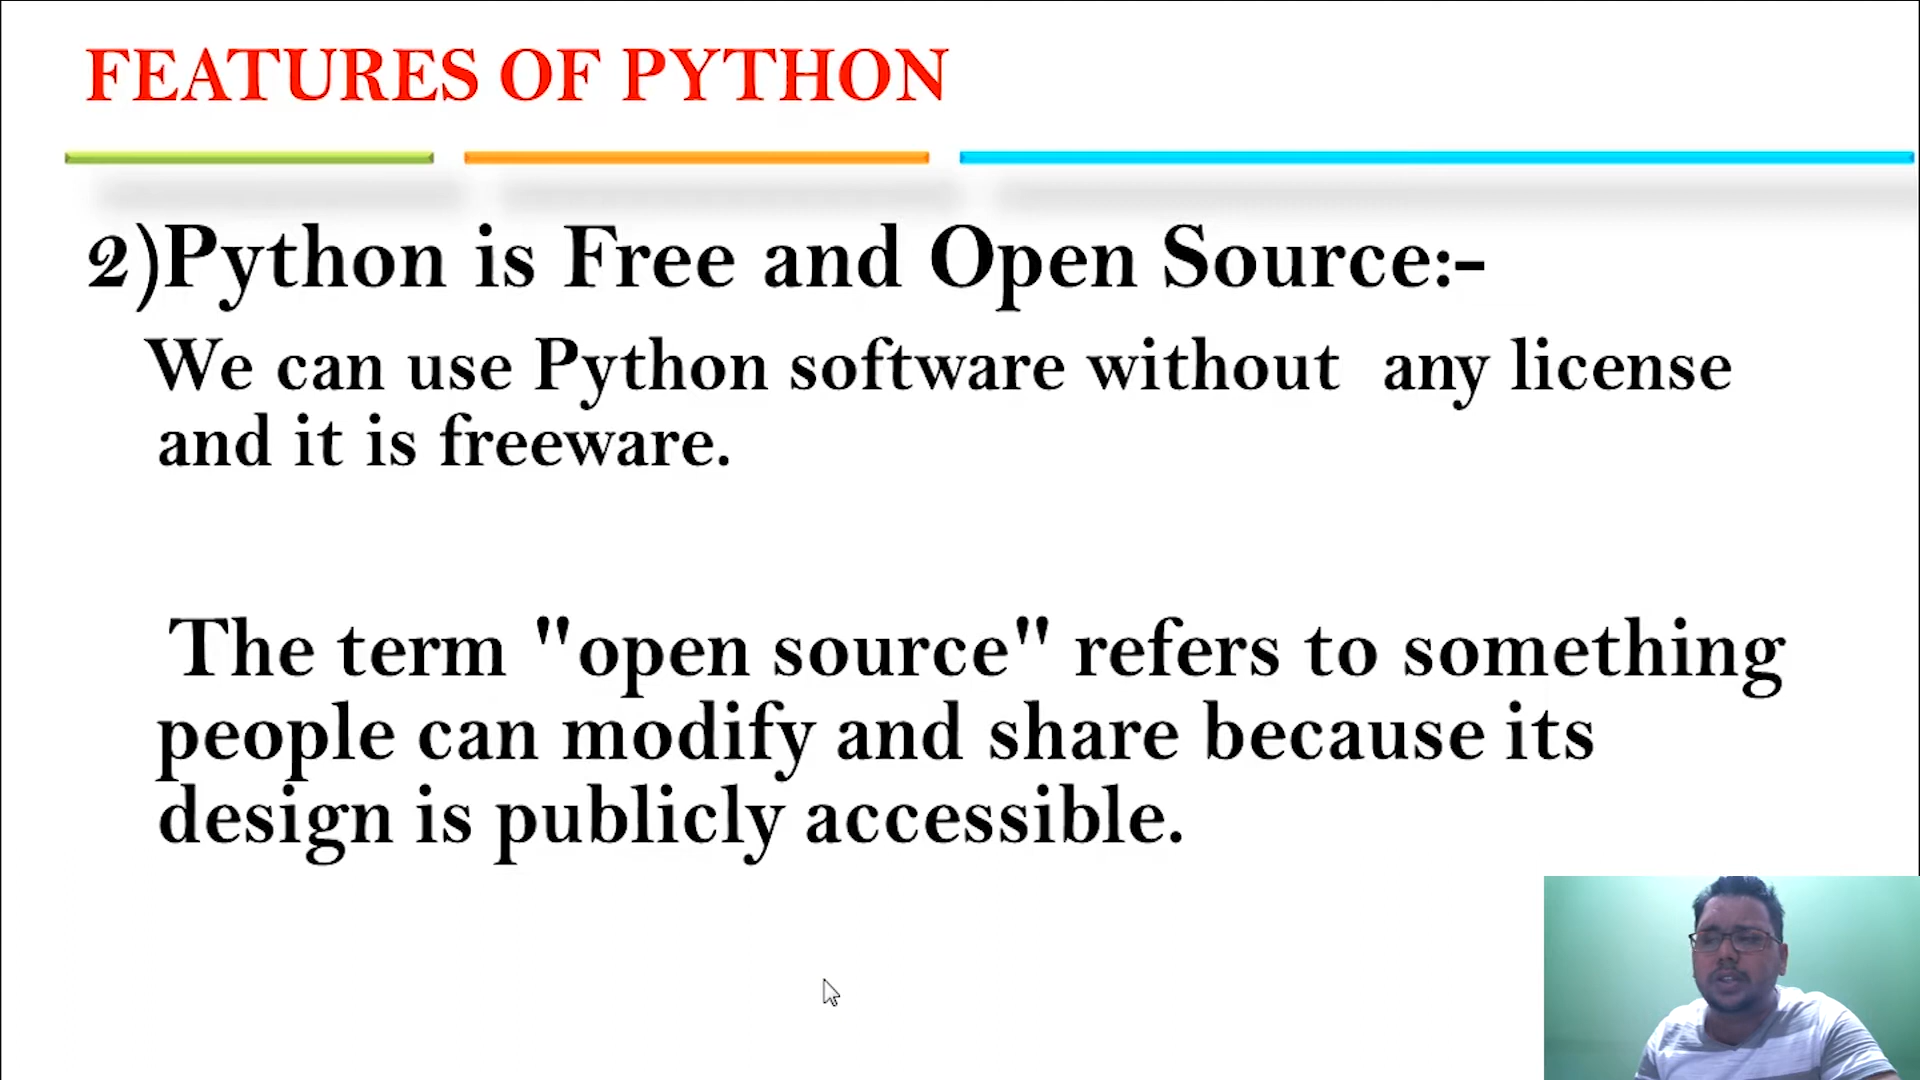 FEATURES OF PYTHON
2)Python is Free and Open Source:-
We can use Python software without any license
and it is freeware.
The term "open source" refers to something
people can modify and share because its
design is publicly accessible.